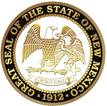 GREAT SEAL OF THE STATE OF NEW MEXICO
· 1912 ·